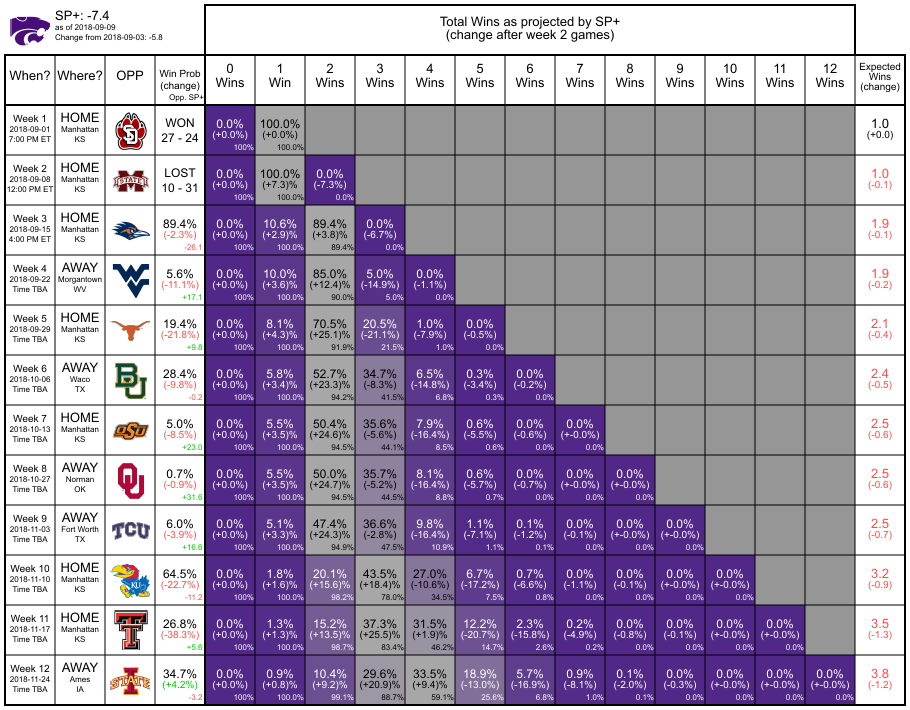 SP+: -7.4
as of 2018-09-09
Change from 2018-09-03: -5.8
Total Wins as projected by SP+
(change after week 2 games)
When? Where? OPP Win Prob (change) Opp. SP+ 0 Wins 1 Win 2 Wins 3 Wins 4 Wins 5 Wins 6 Wins 7 Wins 8 Wins 9 Wins 10 Wins 11 Wins 12 Wins Expected Wins (change)
Week 1 HOME WON 0.0% 100.0% 1.0
2018-09-01 Manhattan 27 - 24 (+0.0%) (+0.0%) (+0.0)
7:00 PM ET KS 100% 100.0%
Week 2 HOME LOST 0.0% 100.0% 0.0% 1.0
2018-09-08 Manhattan 10 - 31 (+0.0%) (+7.3)% (-7.3%) (-0.1)
12:00 PM ET KS 100% 100.0% 0.0%
Week 3 HOME 89.4% 0.0% 10.6% 89.4% 0.0% 1.9
2018-09-15 Manhattan (-2.3%) (+0.0%) (+2.9)% (+3.8)% (-6.7%) (-0.1)
4:00 PM ET KS -26.1 100% 100.0% 89.4% 0.0%
Week 4 AWAY 5.6% 0.0% 10.0% 85.0% 5.0% 0.0% 1.9
2018-09-22 Morgantown (-11.1%) (+0.0%) (+3.6)% (+12.4)% (-14.9%) (-1.1%) (-0.2)
Time TBA WV +17.1 100% 100.0% 90.0% 5.0% 0.0%
Week 5 HOME 19.4% 0.0% 8.1% 70.5% 20.5% 1.0% 0.0% 2.1
2018-09-29 Manhattan (-21.8%) (+0.0%) (+4.3)% (+25.1)% (-21.1%) (-7.9%) (-0.5%) (-0.4)
Time TBA KS +9.8 100% 100.0% 91.9% 21.5% 1.0% 0.0%
Week 6 AWAY BU 28.4% 0.0% 5.8% 52.7% 34.7% 6.5% 0.3% 0.0% 2.4
2018-10-06 Waco (-9.8%) (+0.0%) (+3.4)% (+23.3)% (-8.3%) (-14.8%) (-3.4%) (-0.2%) (-0.5)
Time TBA TX -0.2 100% 100.0% 94.2% 41.5% 6.8% 0.3% 0.0%
Week 7 HOME OSU 5.0% 0.0% 5.5% 50.4% 35.6% 7.9% 0.6% 0.0% 0.0% 2.5
2018-10-13 Manhattan (-8.5%) (+0.0%) (+3.5)% (+24.6)% (-5.6%) (-16.4%) (-5.5%) (-0.6%) (+-0.0%) (-0.6)
Time TBA KS +23.0 100% 100.0% 94.5% 44.1% 8.5% 0.6% 0.0% 0.0%
Week 8 AWAY OU 0.7% 0.0% 5.5% 50.0% 35.7% 8.1% 0.6% 0.0% 0.0% 0.0% 2.5
2018-10-27 Norman (-0.9%) (+0.0%) (+3.5)% (+24.7)% (-5.2%) (-16.4%) (-5.7%) (-0.7%) (+-0.0%) (+-0.0%) (-0.6)
Time TBA OK +31.6 100% 100.0% 94.5% 44.5% 8.8% 0.7% 0.0% 0.0% 0.0%
Week 9 AWAY TCU 6.0% 0.0% 5.1% 47.4% 36.6% 9.8% 1.1% 0.1% 0.0% 0.0% 0.0% 2.5
2018-11-03 Fort Worth (-3.9%) (+0.0%) (+3.3)% (+24.3)% (-2.8%) (-16.4%) (-7.1%) (-1.2%) (-0.1%) (+-0.0%) (+-0.0%) (-0.7)
Time TBA TX +16.6 100% 100.0% 94.9% 47.5% 10.9% 1.1% 0.1% 0.0% 0.0% 0.0%
Week 10 HOME KU 64.5% 0.0% 1.8% 20.1% 43.5% 27.0% 6.7% 0.7% 0.0% 0.0% 0.0% 0.0% 3.2
2018-11-10 Manhattan (-22.7%) (+0.0%) (+1.6)% (+15.6)% (+18.4)% (-10.6%) (-17.2%) (-6.6%) (-1.1%) (-0.1%) (+-0.0%) (+-0.0%) (-0.9)
Time TBA KS -11.2 100% 100.0% 98.2% 78.0% 34.5% 7.5% 0.8% 0.0% 0.0% 0.0% 0.0%
Week 11 HOME T 26.8% 0.0% 1.3% 15.2% 37.3% 31.5% 12.2% 2.3% 0.2% 0.0% 0.0% 0.0% 0.0% 3.5
2018-11-17 Manhattan (-38.3%) (+0.0%) (+1.3)% (+13.5)% (+25.5)% (+1.9)% (-20.7%) (-15.8%) (-4.9%) (-0.8%) (-0.1%) (+-0.0%) (+-0.0%) (-1.3)
Time TBA KS +5.6 100% 100.0% 98.7% 83.4% 46.2% 14.7% 2.6% 0.2% 0.0% 0.0% 0.0% 0.0%
Week 12 AWAY I STATE 34.7% 0.0% 0.9% 10.4% 29.6% 33.5% 18.9% 5.7% 0.9% 0.1% 0.0% 0.0% 0.0% 0.0% 3.8
2018-11-24 Ames (+4.2%) (+0.0%) (+0.8)% (+9.2)% (+20.9)% (+9.4)% (-13.0%) (-16.9%) (-8.1%) (-2.0%) (-0.3%) (+-0.0%) (+-0.0%) (+-0.0%) (-1.2)
Time TBA IA -3.2 100% 100.0% 99.1% 88.7% 59.1% 25.6% 6.8% 1.0% 0.1% 0.0% 0.0% 0.0% 0.0%